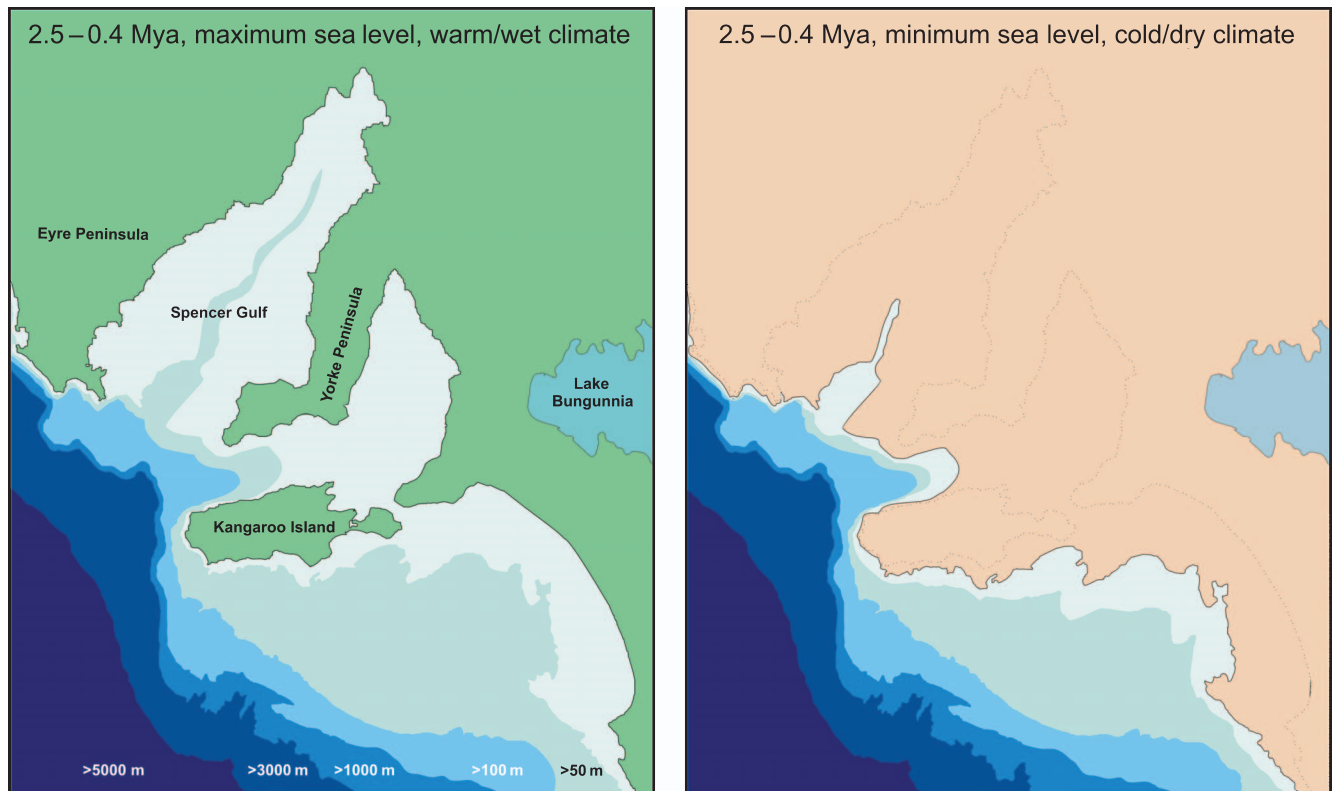 2.5–0.4 Mya, maximum sea level, warm/wet climate
Eyre Peninsula
Spencer Gulf
Yorke Peninsula
Lake
Bungunnia
Kangaroo Island
>5000 m
>3000 m
>1000 m
>100 m
>50 m
2.5–0.4 Mya, minimum sea level, cold/dry climate